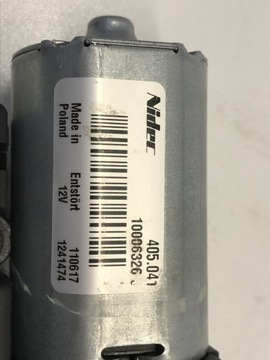 Nidec
405.041
10006326
Made in Entstört 110617
Poland 12V 1241474